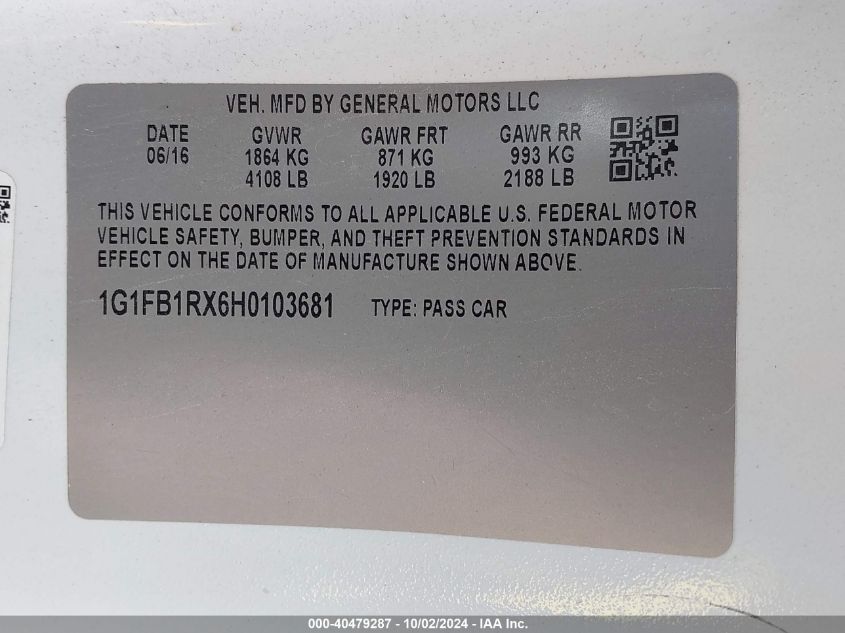 VEH. MFD BY GENERAL MOTORS LLC
DATE GVWR GAWR FRT GAWR RR
06/16 1864 KG 871 KG 993 KG
4108 LB 1920 LB 2188 LB
THIS VEHICLE CONFORMS TO ALL APPLICABLE U.S. FEDERAL MOTOR
VEHICLE SAFETY, BUMPER, AND THEFT PREVENTION STANDARDS IN
EFFECT ON THE DATE OF MANUFACTURE SHOWN ABOVE.
1G1FB1RX6H0103681 TYPE: PASS CAR
000-40479287 - 10/02/2024 - IAA Inc.